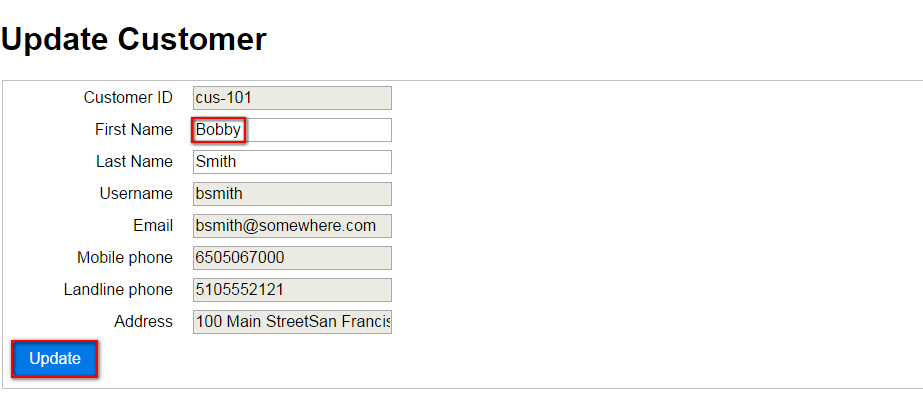 Update Customer
Customer ID cus-101
First Name Bobby
Last Name Smith
Username bsmith
Email bsmith@somewhere.com
Mobile phone 6505067000
Landline phone 5105552121
Address 100 Main StreetSan Francis
Update